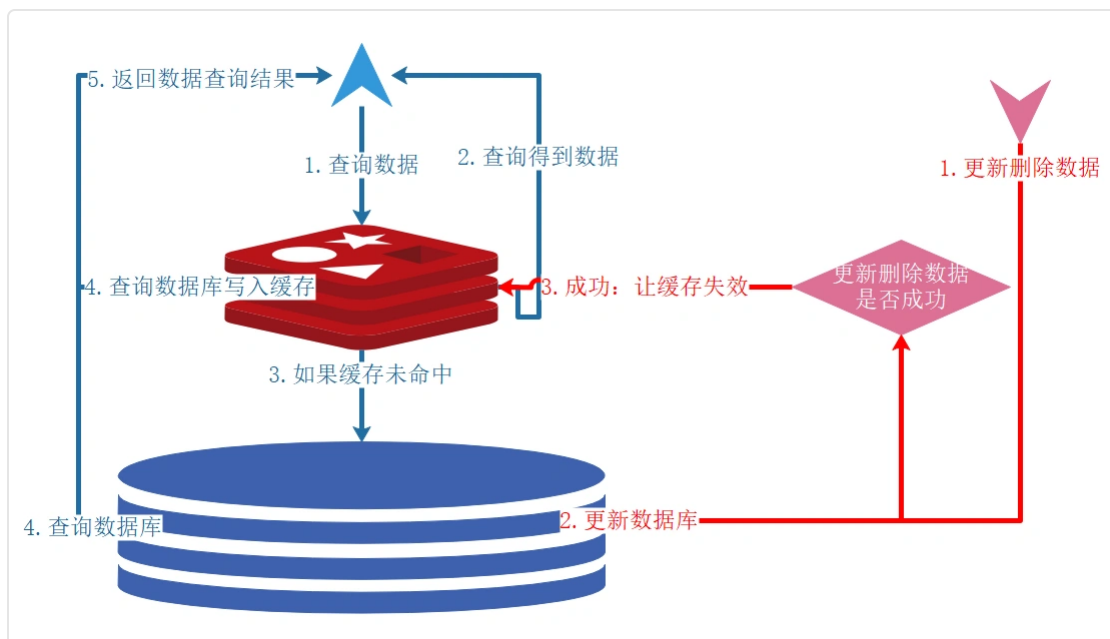 5.返回数据查询结果
1.查询数据
2.查询得到数据
1.更新删除数据
4.查询数据库写入缓存
3.成功：让缓存失效
更新删除数据
是否成功
3.如果缓存未命中
4.查询数据库
2.更新数据库